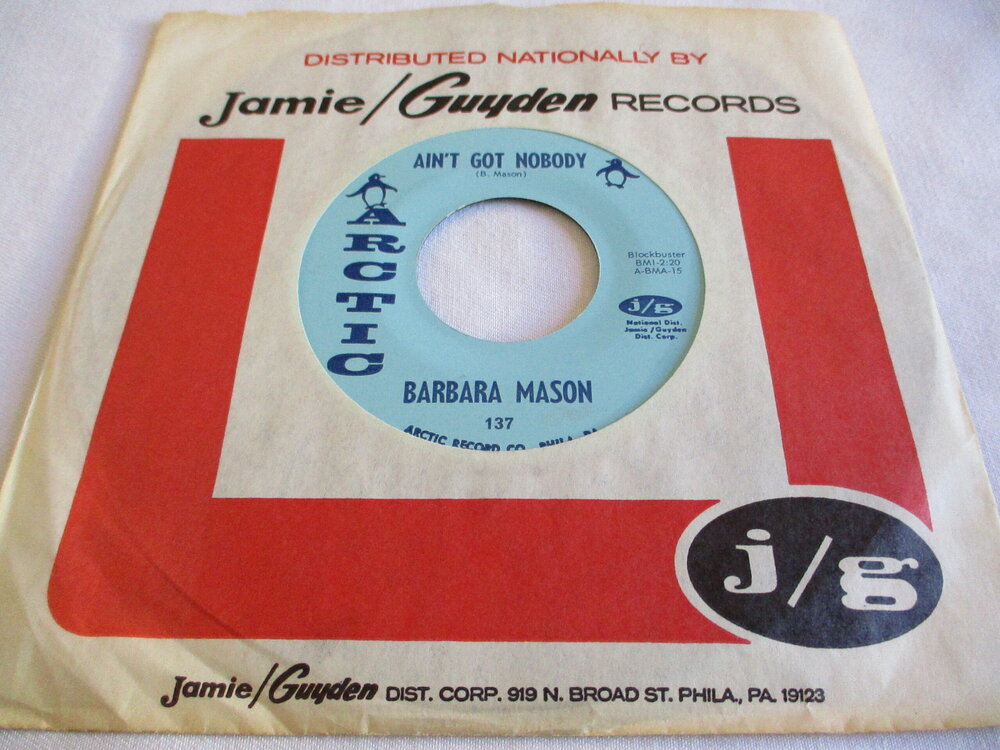 DISTRIBUTED NATIONALLY BY
Jamie/Guyden RECORDS
AIN'T GOT NOBODY
(B. Mason)
ARCTIC
Blockbuster
BMI-2:20
A-BMA-15
j/g
National Dist.
Jamie/Guyden
Dist. Corp.
BARBARA MASON
137
ARCTIC RECORD CO. PHILA. PA.
j/g
Jamie/Guyden DIST. CORP. 919 N. BROAD ST. PHILA., PA. 19123